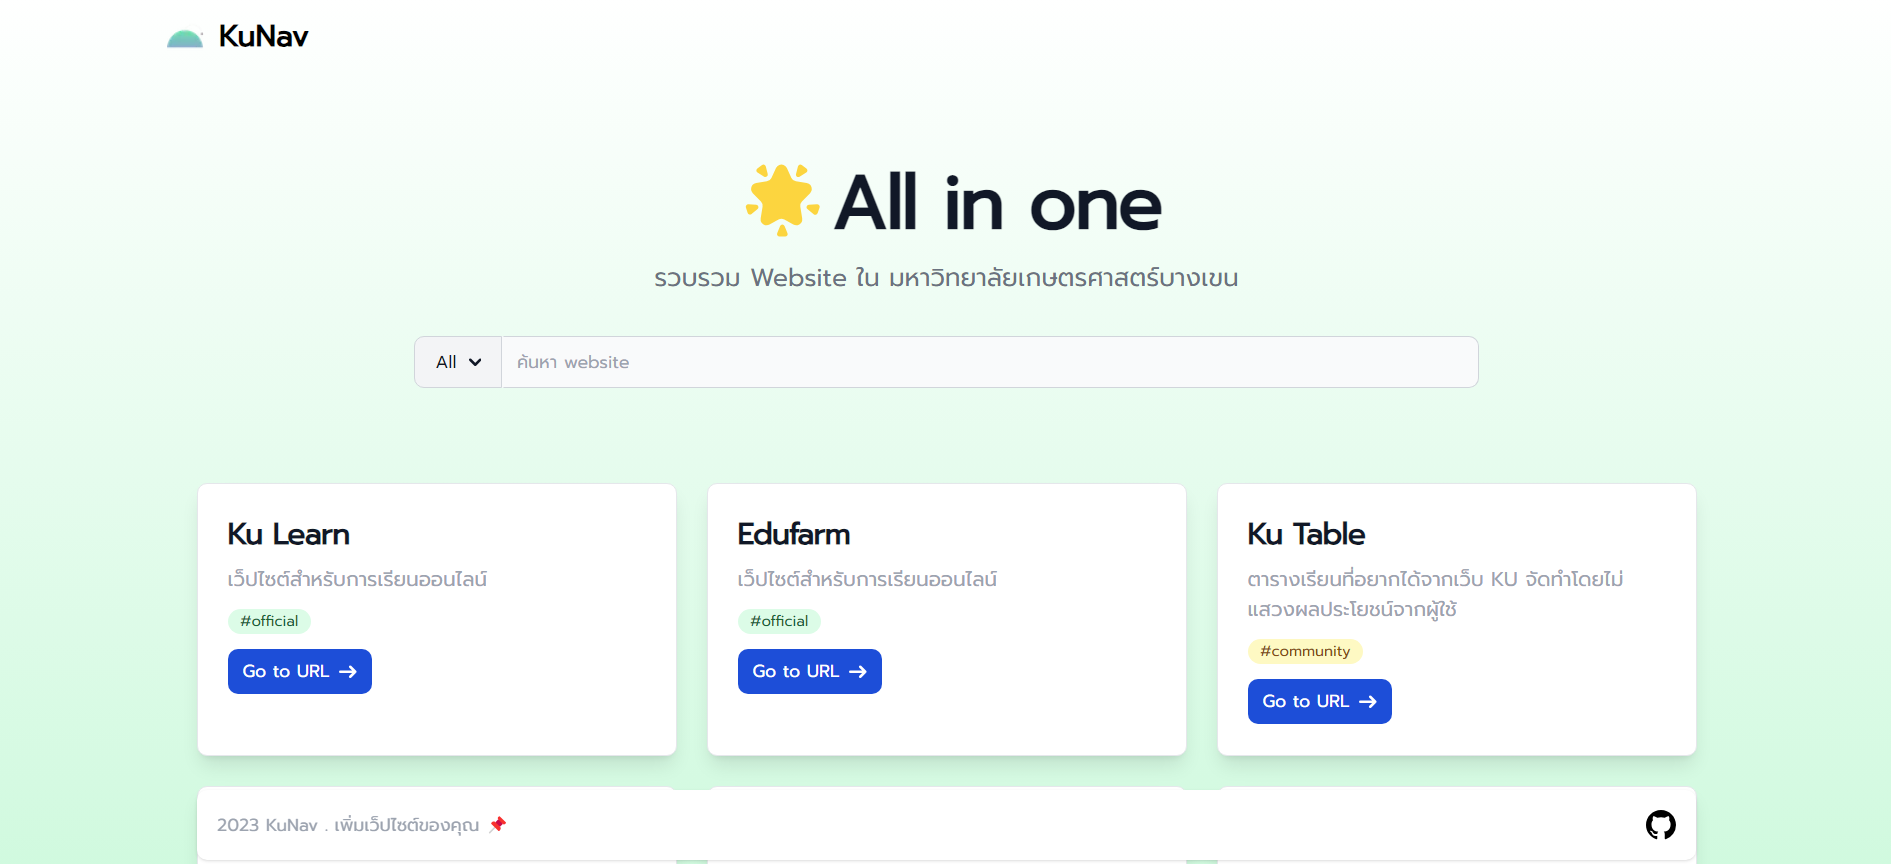 KuNav
All in one
รวบรวม Website ใน มหาวิทยาลัยเกษตรศาสตร์บางเขน
All
ค้นหา website
Ku Learn
เว็ปไซต์สำหรับการเรียนออนไลน์
#official
Go to URL
Edufarm
เว็ปไซต์สำหรับการเรียนออนไลน์
#official
Go to URL
Ku Table
ตารางเรียนที่อยากได้จากเว็บ KU จัดทำโดยไม่
แสวงผลประโยชน์จากผู้ใช้
#community
Go to URL
2023 KuNav . เพิ่มเว็ปไซต์ของคุณ 📌